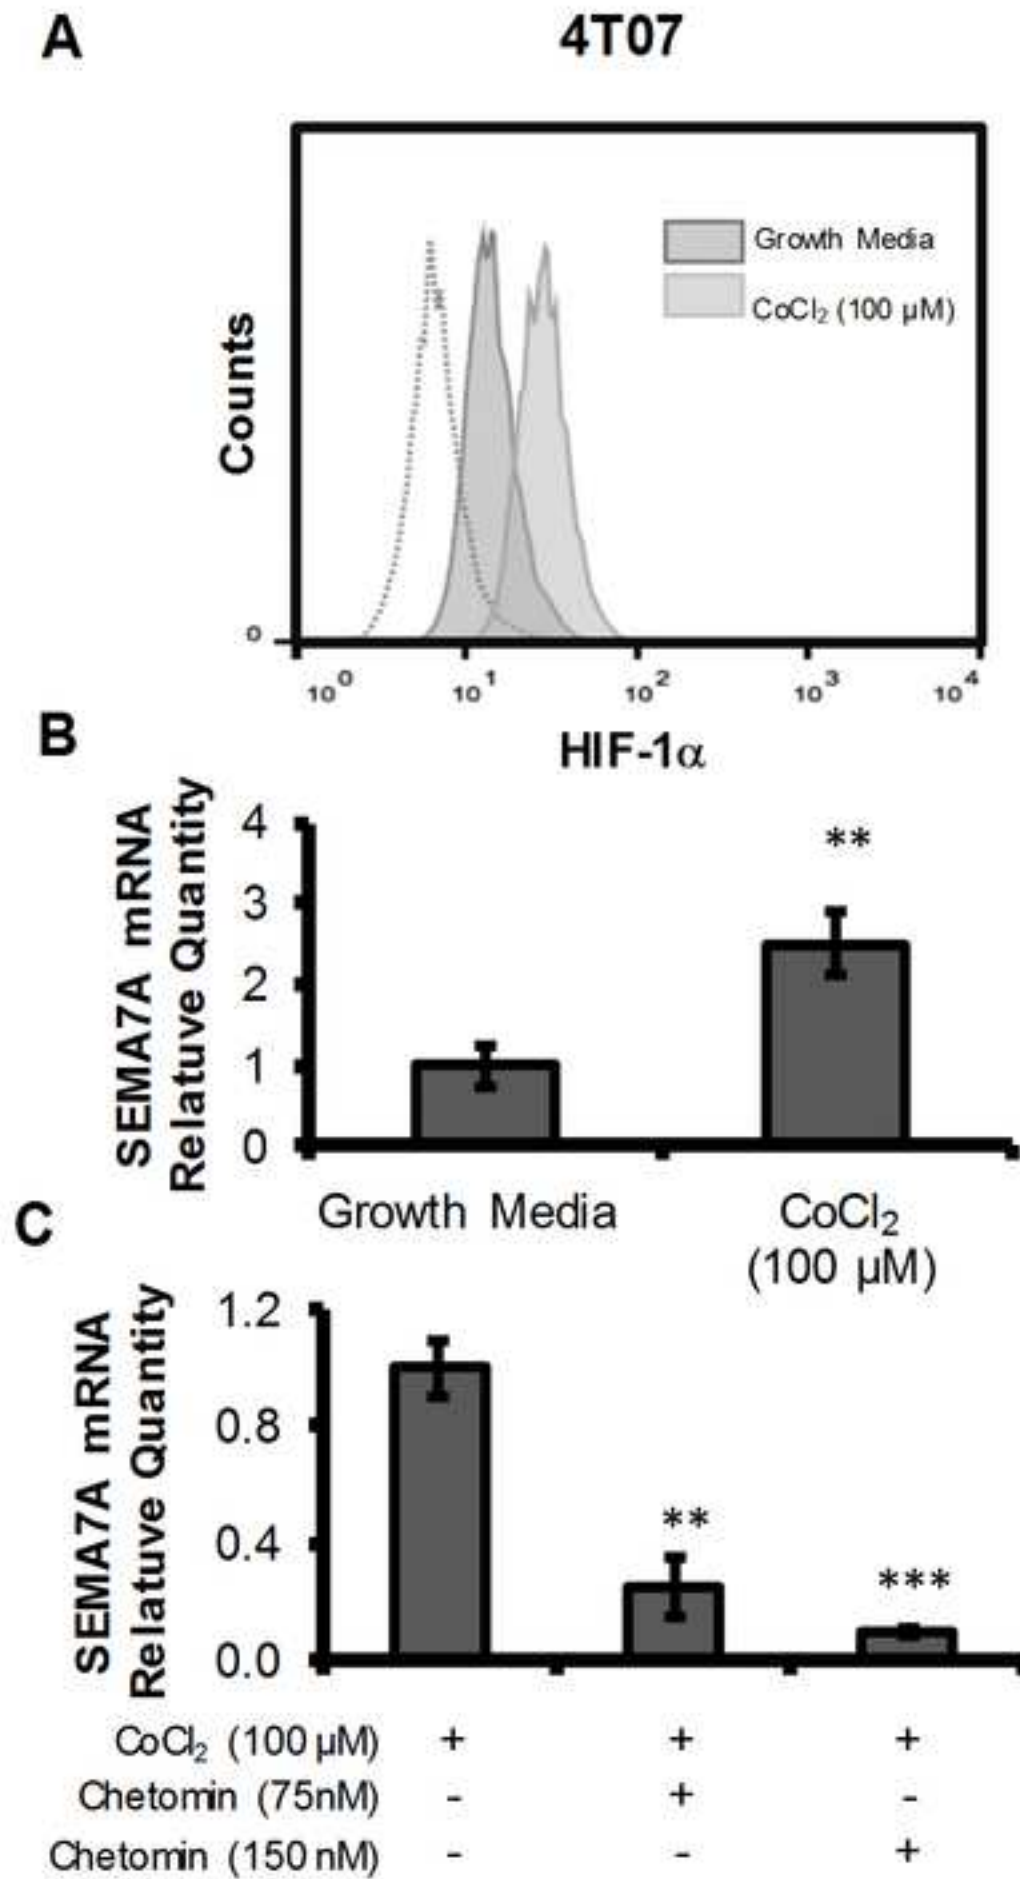 A
4T07
Growth Media
CoCl₂ (100 µM)
Counts
0
10⁰ 10¹ 10² 10³ 10⁴
HIF-1α
B
SEMA7A mRNA
Relatuve Quantity
4
3
2
1
0
**
Growth Media
CoCl₂
(100 µM)
C
SEMA7A mRNA
Relatuve Quantity
1.2
0.8
0.4
0.0
**
***
CoCl₂ (100 µM) + + +
Chetomin (75nM) - + -
Chetomin (150 nM) - - +